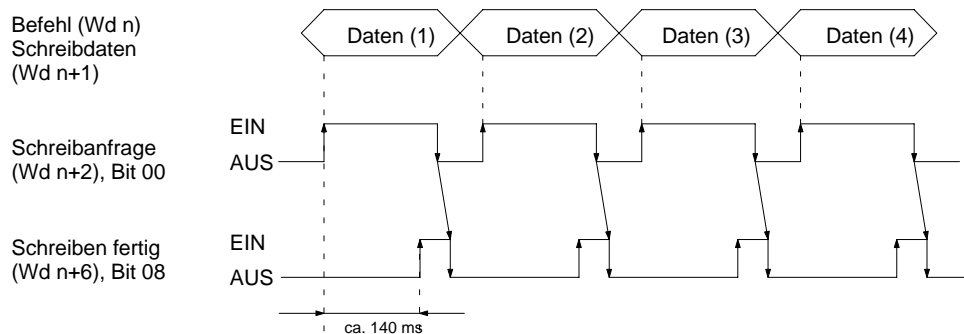 Befehl (Wd n)
Schreibdaten
(Wd n+1)
Daten (1) Daten (2) Daten (3) Daten (4)
Schreibanfrage
(Wd n+2), Bit 00
EIN
AUS
Schreiben fertig
(Wd n+6), Bit 08
EIN
AUS
ca. 140 ms